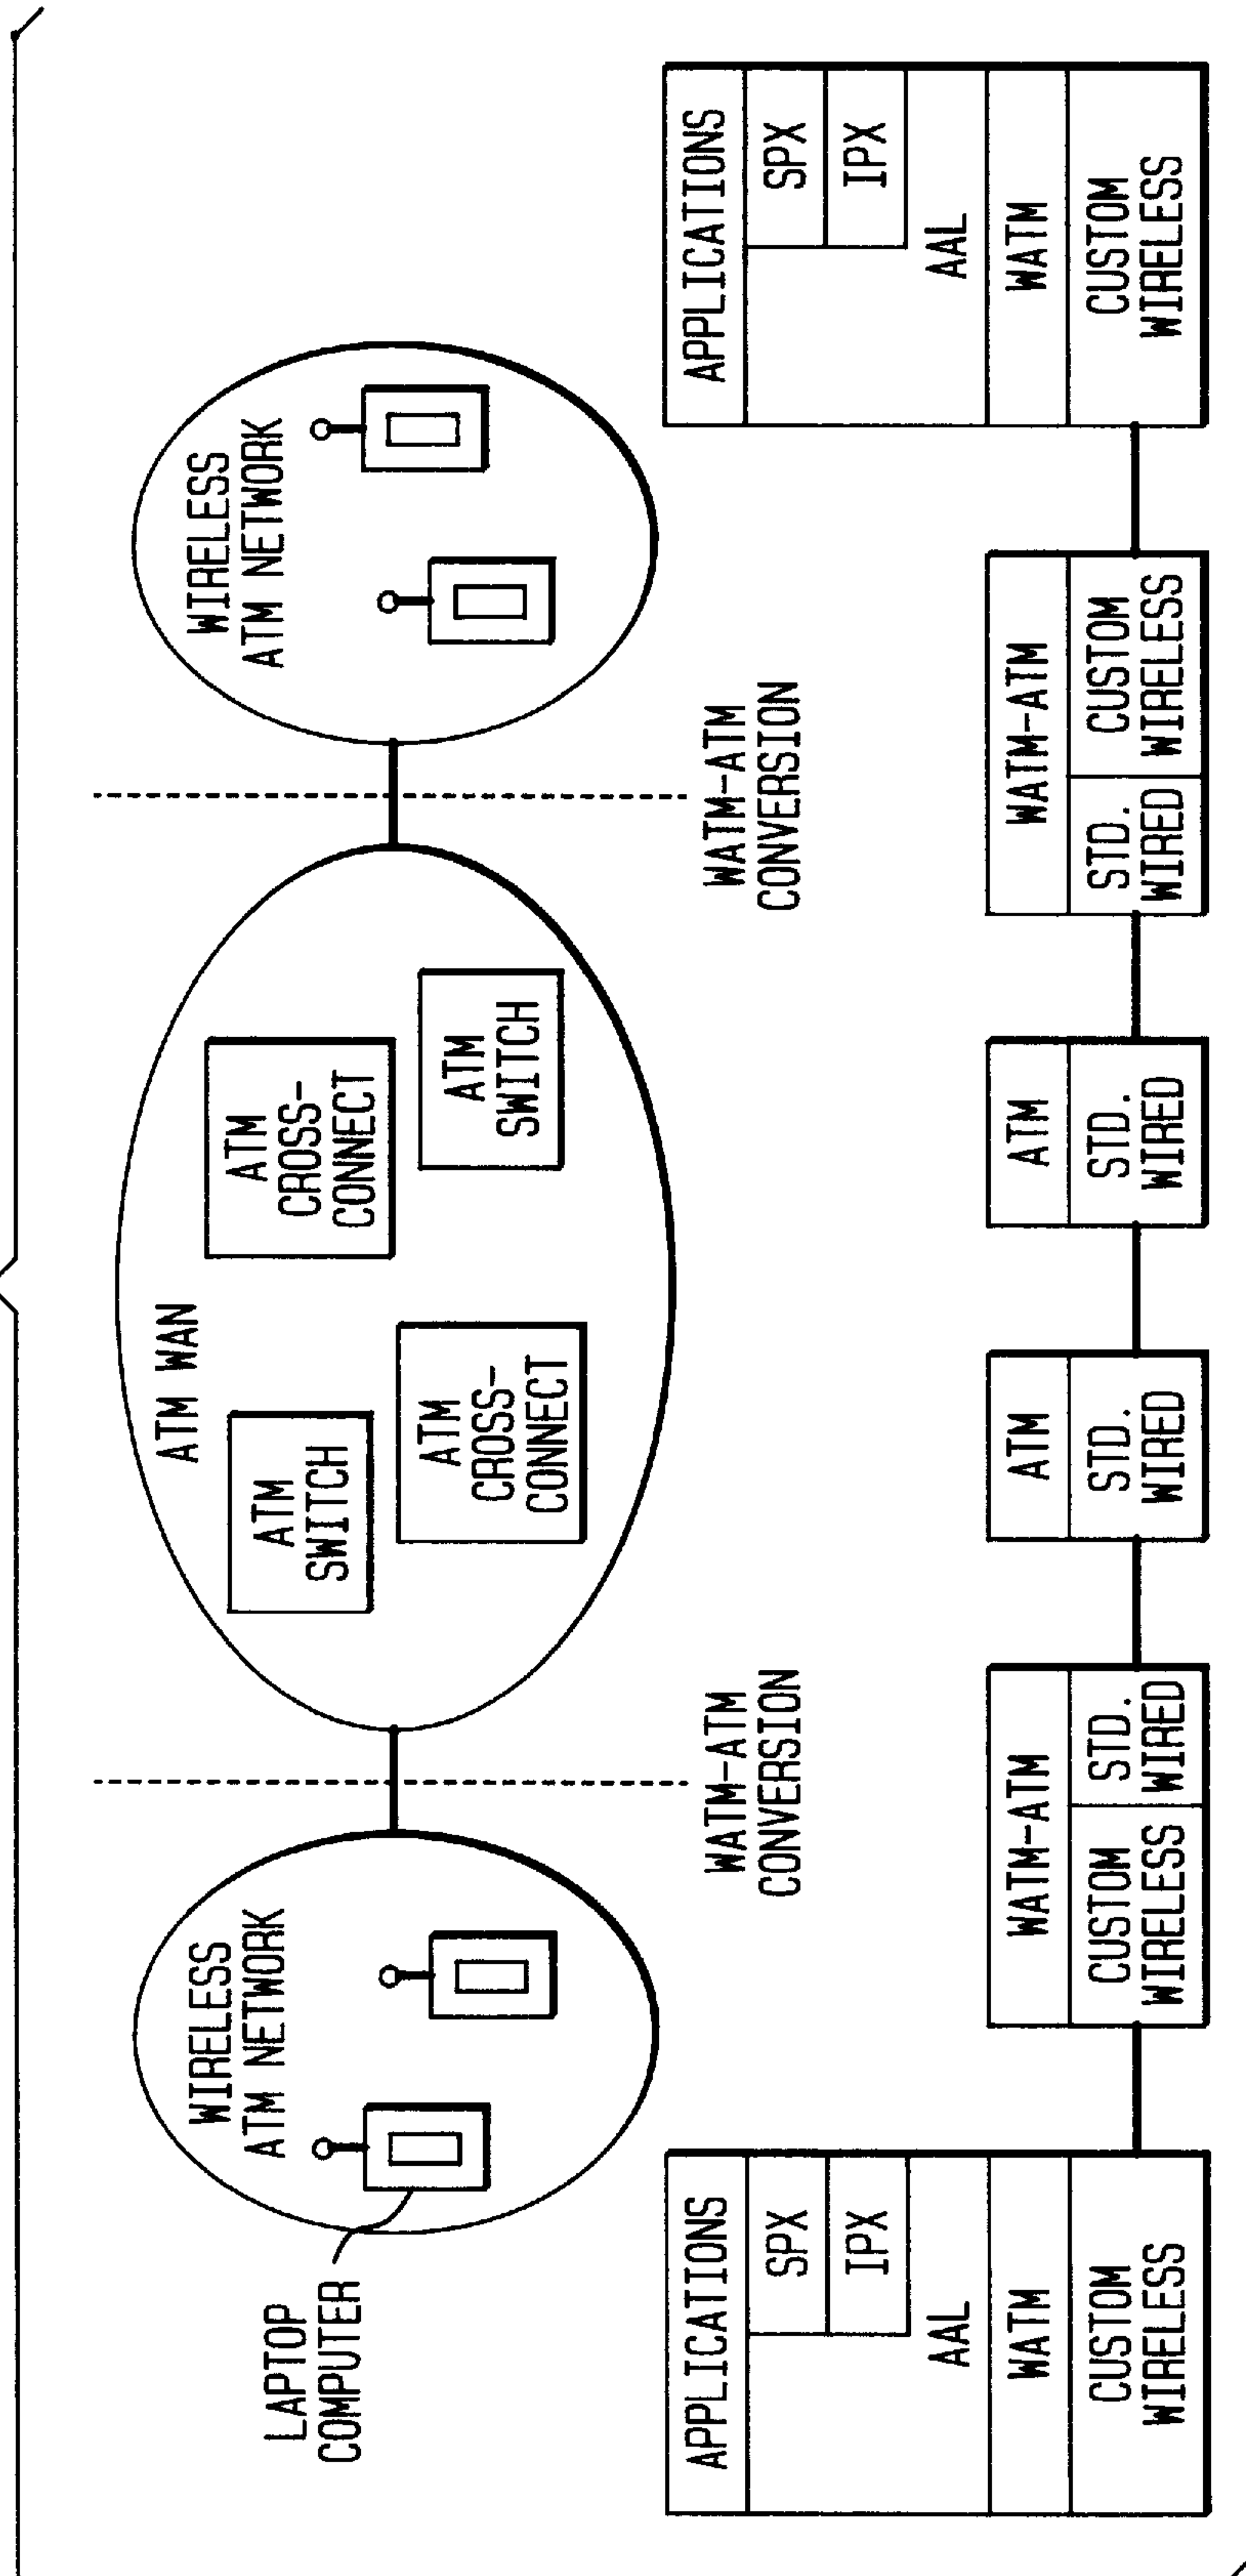 WIRELESS
ATM NETWORK
LAPTOP
COMPUTER
ATM WAN
ATM
SWITCH
ATM
CROSS-
CONNECT
ATM
CROSS-
CONNECT
ATM
SWITCH
WIRELESS
ATM NETWORK
WATM-ATM
CONVERSION
WATM-ATM
CONVERSION
APPLICATIONS
SPX
IPX
AAL
WATM
CUSTOM
WIRELESS
WATM-ATM
CUSTOM
WIRELESS
STD.
WIRED
ATM
STD.
WIRED
ATM
STD.
WIRED
WATM-ATM
STD.
WIRED
CUSTOM
WIRELESS
APPLICATIONS
SPX
IPX
AAL
WATM
CUSTOM
WIRELESS